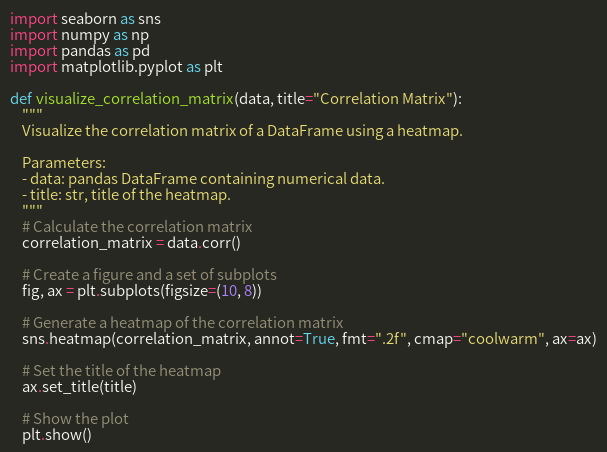 import seaborn as sns
import numpy as np
import pandas as pd
import matplotlib.pyplot as plt

def visualize_correlation_matrix(data, title="Correlation Matrix"):
    """
    Visualize the correlation matrix of a DataFrame using a heatmap.

    Parameters:
    - data: pandas DataFrame containing numerical data.
    - title: str, title of the heatmap.
    """
    # Calculate the correlation matrix
    correlation_matrix = data.corr()

    # Create a figure and a set of subplots
    fig, ax = plt.subplots(figsize=(10, 8))

    # Generate a heatmap of the correlation matrix
    sns.heatmap(correlation_matrix, annot=True, fmt=".2f", cmap="coolwarm", ax=ax)

    # Set the title of the heatmap
    ax.set_title(title)

    # Show the plot
    plt.show()